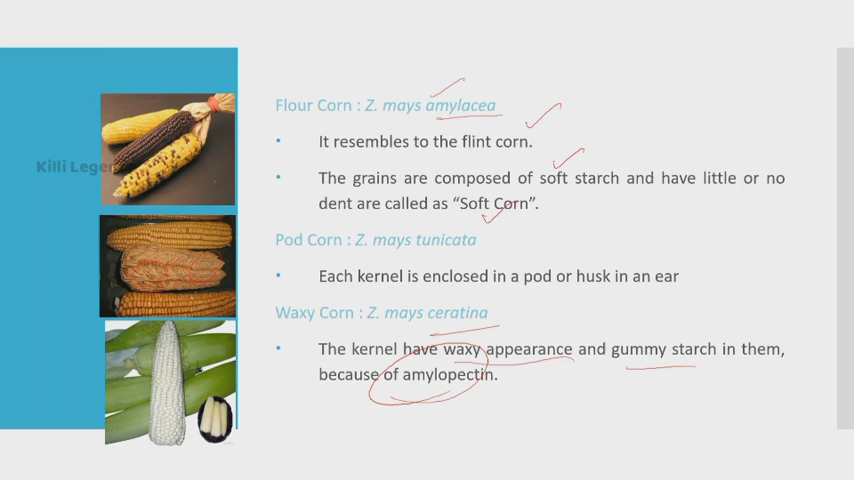 Flour Corn : Z. mays amylacea
• It resembles to the flint corn.
Killi
• The grains are composed of soft starch and have little or no
dent are called as “Soft Corn”.
Pod Corn : Z. mays tunicata
• Each kernel is enclosed in a pod or husk in an ear
Waxy Corn : Z. mays ceratina
• The kernel have waxy appearance and gummy starch in them,
because of amylopectin.